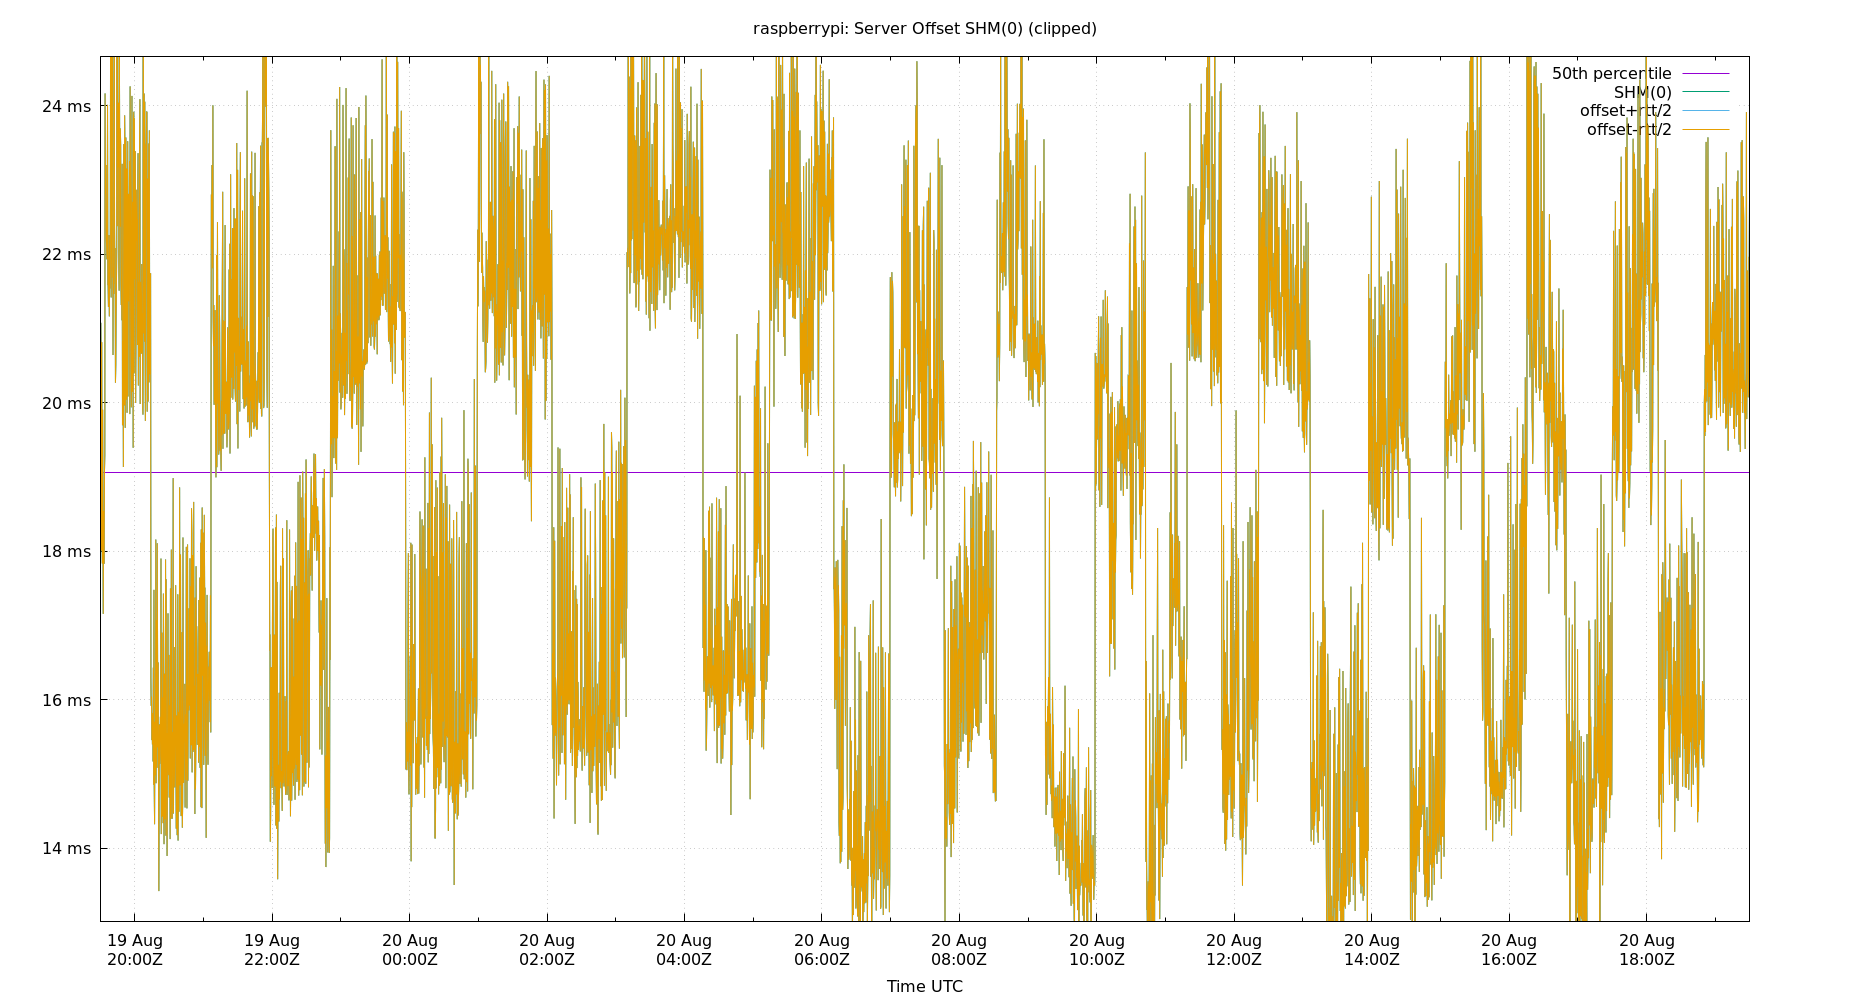 raspberrypi: Server Offset SHM(0) (clipped)
50th percentile
SHM(0)
offset+rtt/2
offset-rtt/2
24 ms
22 ms
20 ms
18 ms
16 ms
14 ms
19 Aug 19 Aug 20 Aug 20 Aug 20 Aug 20 Aug 20 Aug 20 Aug 20 Aug 20 Aug 20 Aug 20 Aug
20:00Z 22:00Z 00:00Z 02:00Z 04:00Z 06:00Z 08:00Z 10:00Z 12:00Z 14:00Z 16:00Z 18:00Z
Time UTC